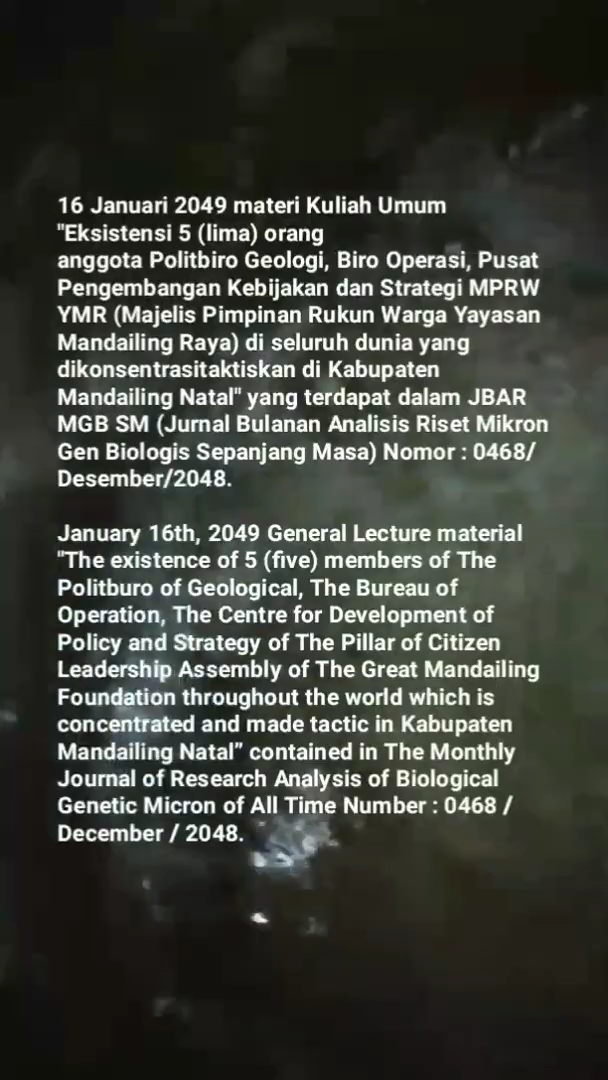 16 Januari 2049 materi Kuliah Umum
"Eksistensi 5 (lima) orang
anggota Politbiro Geologi, Biro Operasi, Pusat
Pengembangan Kebijakan dan Strategi MPRW
YMR (Majelis Pimpinan Rukun Warga Yayasan
Mandailing Raya) di seluruh dunia yang
dikonsentrasitaktiskan di Kabupaten
Mandailing Natal" yang terdapat dalam JBAR
MGB SM (Jurnal Bulanan Analisis Riset Mikron
Gen Biologis Sepanjang Masa) Nomor : 0468/
Desember/2048.
January 16th, 2049 General Lecture material
"The existence of 5 (five) members of The
Politburo of Geological, The Bureau of
Operation, The Centre for Development of
Policy and Strategy of The Pillar of Citizen
Leadership Assembly of The Great Mandailing
Foundation throughout the world which is
concentrated and made tactic in Kabupaten
Mandailing Natal” contained in The Monthly
Journal of Research Analysis of Biological
Genetic Micron of All Time Number : 0468 /
December / 2048.